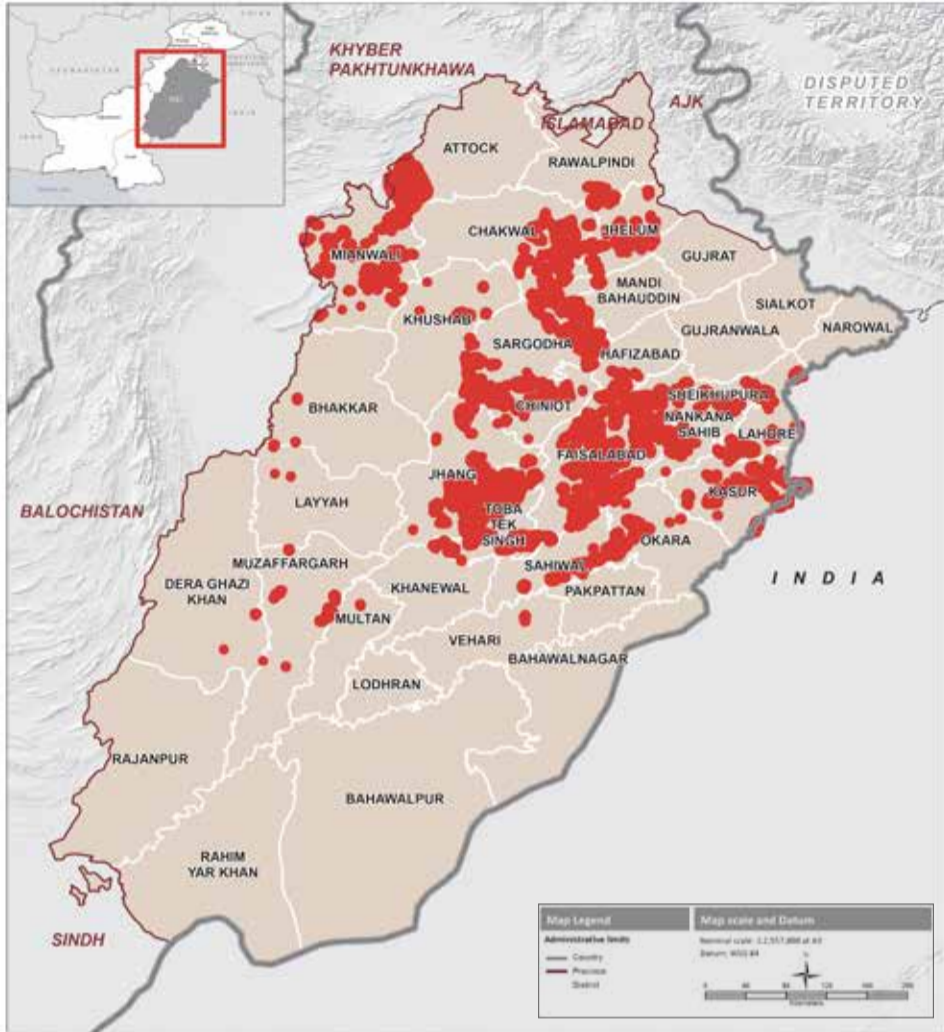 KHYBER
PAKHTUNKHAWA
AJK
DISPUTED
TERRITORY
ISLAMABAD
ATTOCK
RAWALPINDI
CHAKWAL
JHELUM
MIANWALI
GUJRAT
MANDI
BAHAUDDIN
SIALKOT
KHUSHAB
GUJRANWALA
NAROWAL
SARGODHA
HAFIZABAD
SHEIKHUPURA
BHAKKAR
CHINIOT
NANKANA
SAHIB
LAHORE
FAISALABAD
JHANG
KASUR
LAYYAH
BALOCHISTAN
TOBA
TEK
SINGH
OKARA
MUZAFFARGARH
SAHIWAL
DERA GHAZI
KHAN
KHANEWAL
PAKPATTAN
INDIA
MULTAN
VEHARI
BAHAWALNAGAR
LODHRAN
RAJANPUR
BAHAWALPUR
RAHIM
YAR KHAN
SINDH
Map Legend
Administrative limits
Country
Province
District
Map scale and Datum
Kilometers